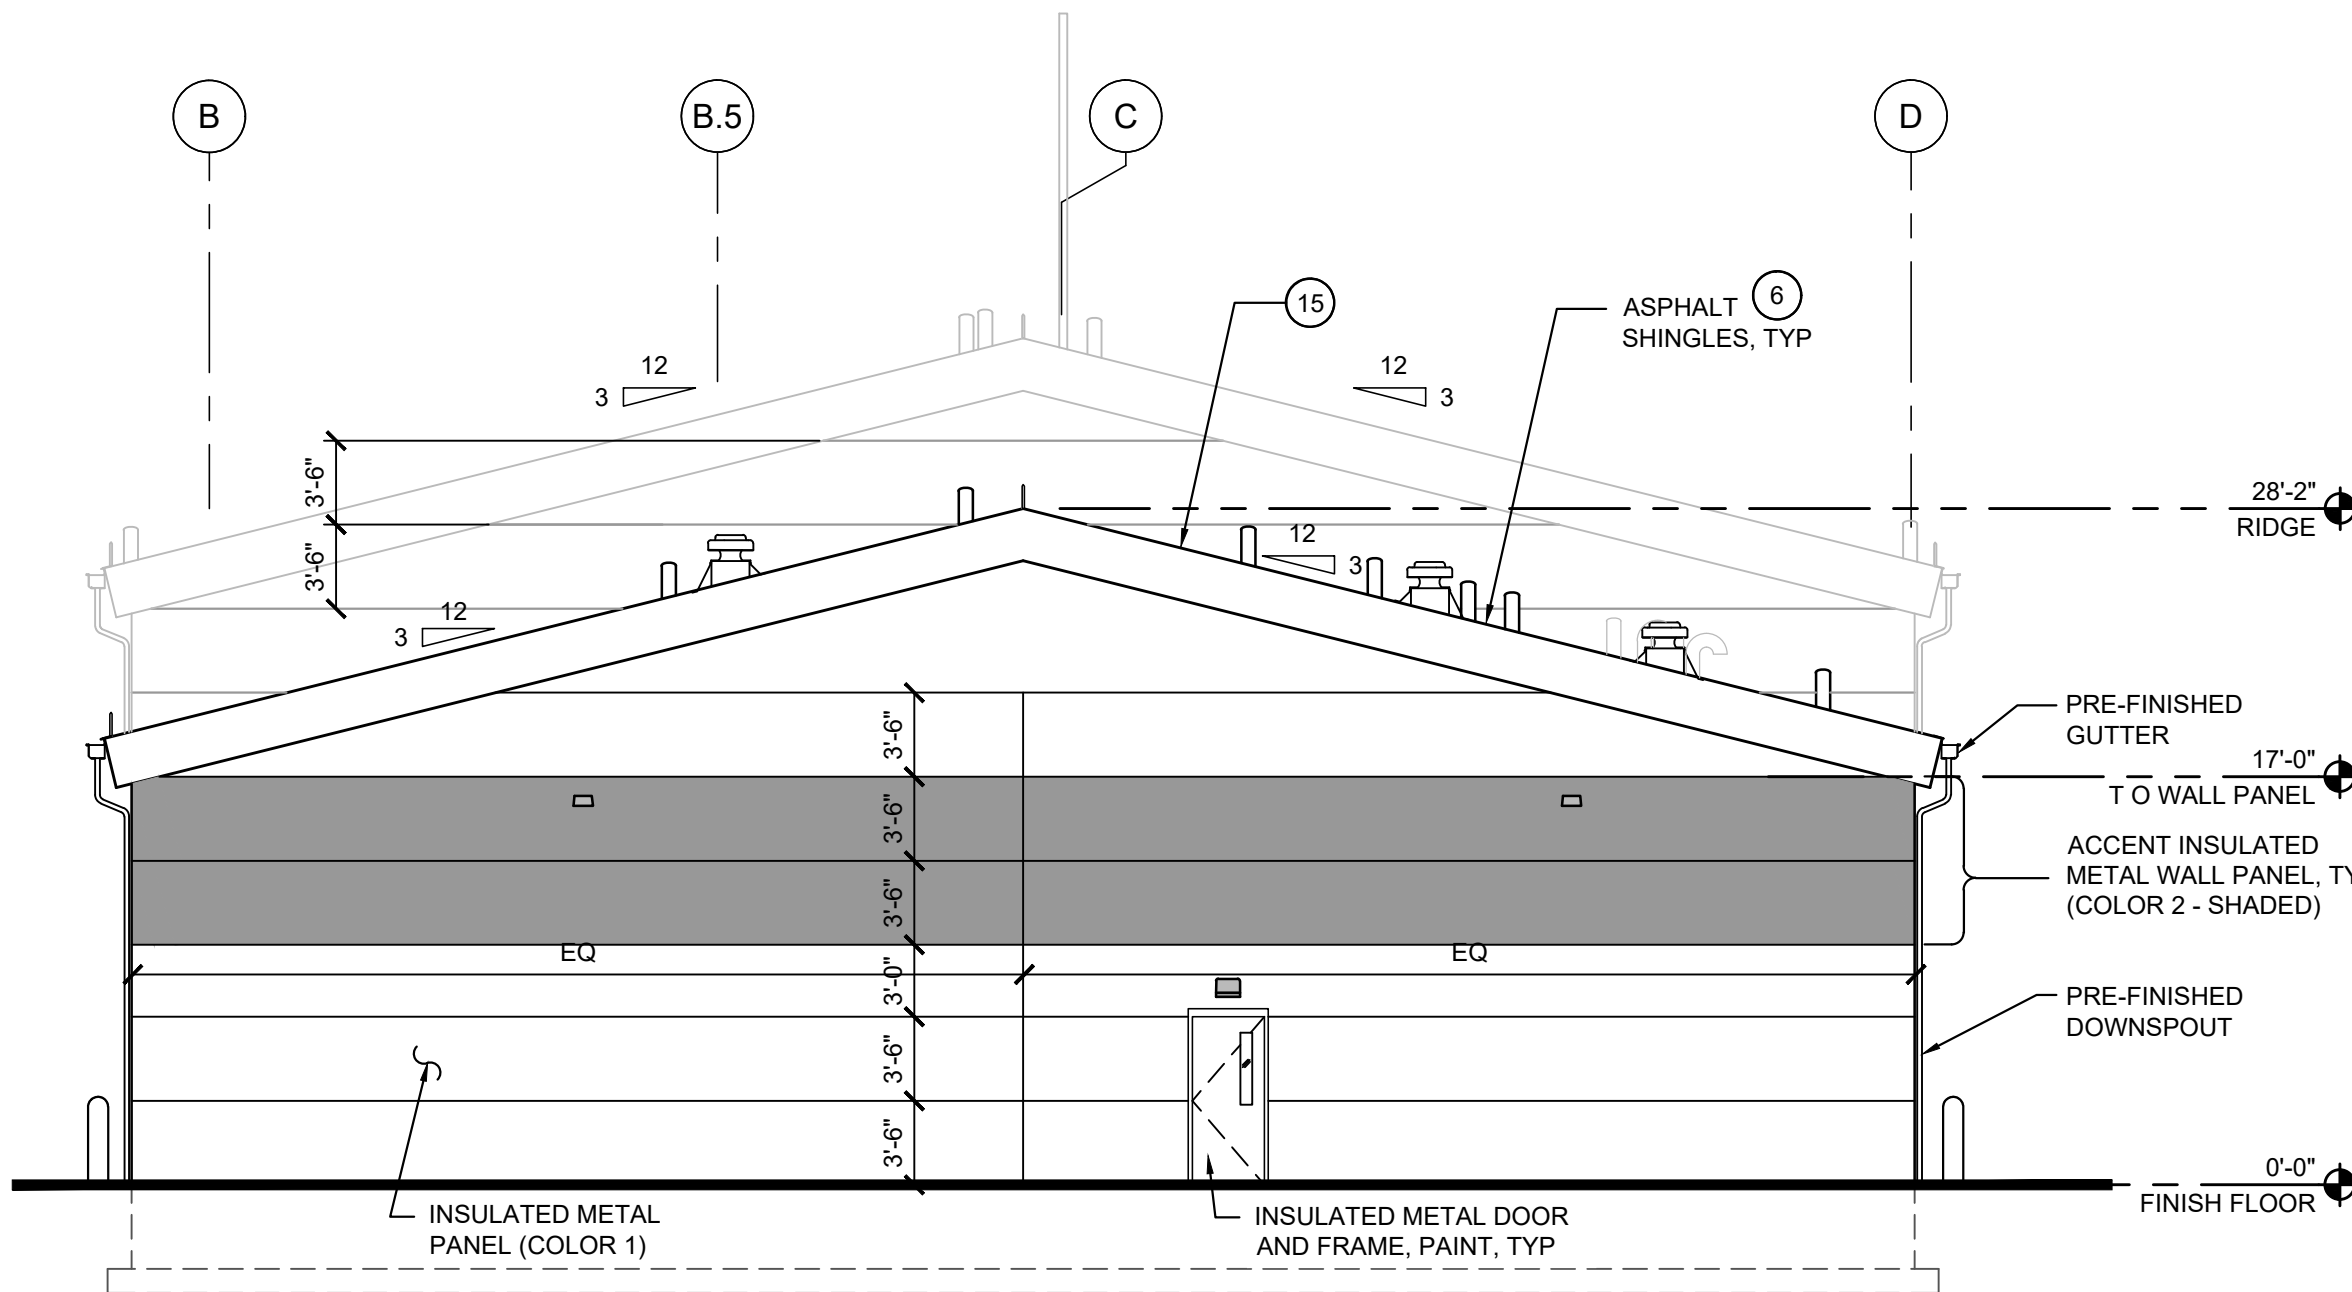 B
B.5
C
D
15
ASPHALT 6
SHINGLES, TYP
12
3
12
3
3'-6"
3'-6"
28'-2"
RIDGE
12
3
12
3
PRE-FINISHED
GUTTER
3'-6"
17'-0"
T O WALL PANEL
3'-6"
ACCENT INSULATED
METAL WALL PANEL, TY
(COLOR 2 - SHADED)
3'-6"
EQ
EQ
3'-0"
PRE-FINISHED
DOWNSPOUT
3'-6"
3'-6"
0'-0"
FINISH FLOOR
INSULATED METAL
PANEL (COLOR 1)
INSULATED METAL DOOR
AND FRAME, PAINT, TYP